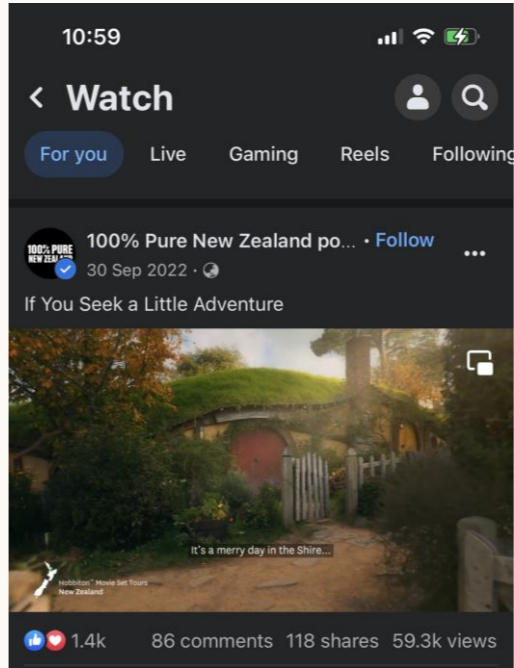 10:59
Watch
For you Live Gaming Reels Following
100% PURE
NEW ZEALAND
100% Pure New Zealand po... · Follow
30 Sep 2022 ·
If You Seek a Little Adventure
It's a merry day in the Shire...
Hobbiton™ Movie Set Tours
New Zealand
1.4k 86 comments 118 shares 59.3k views